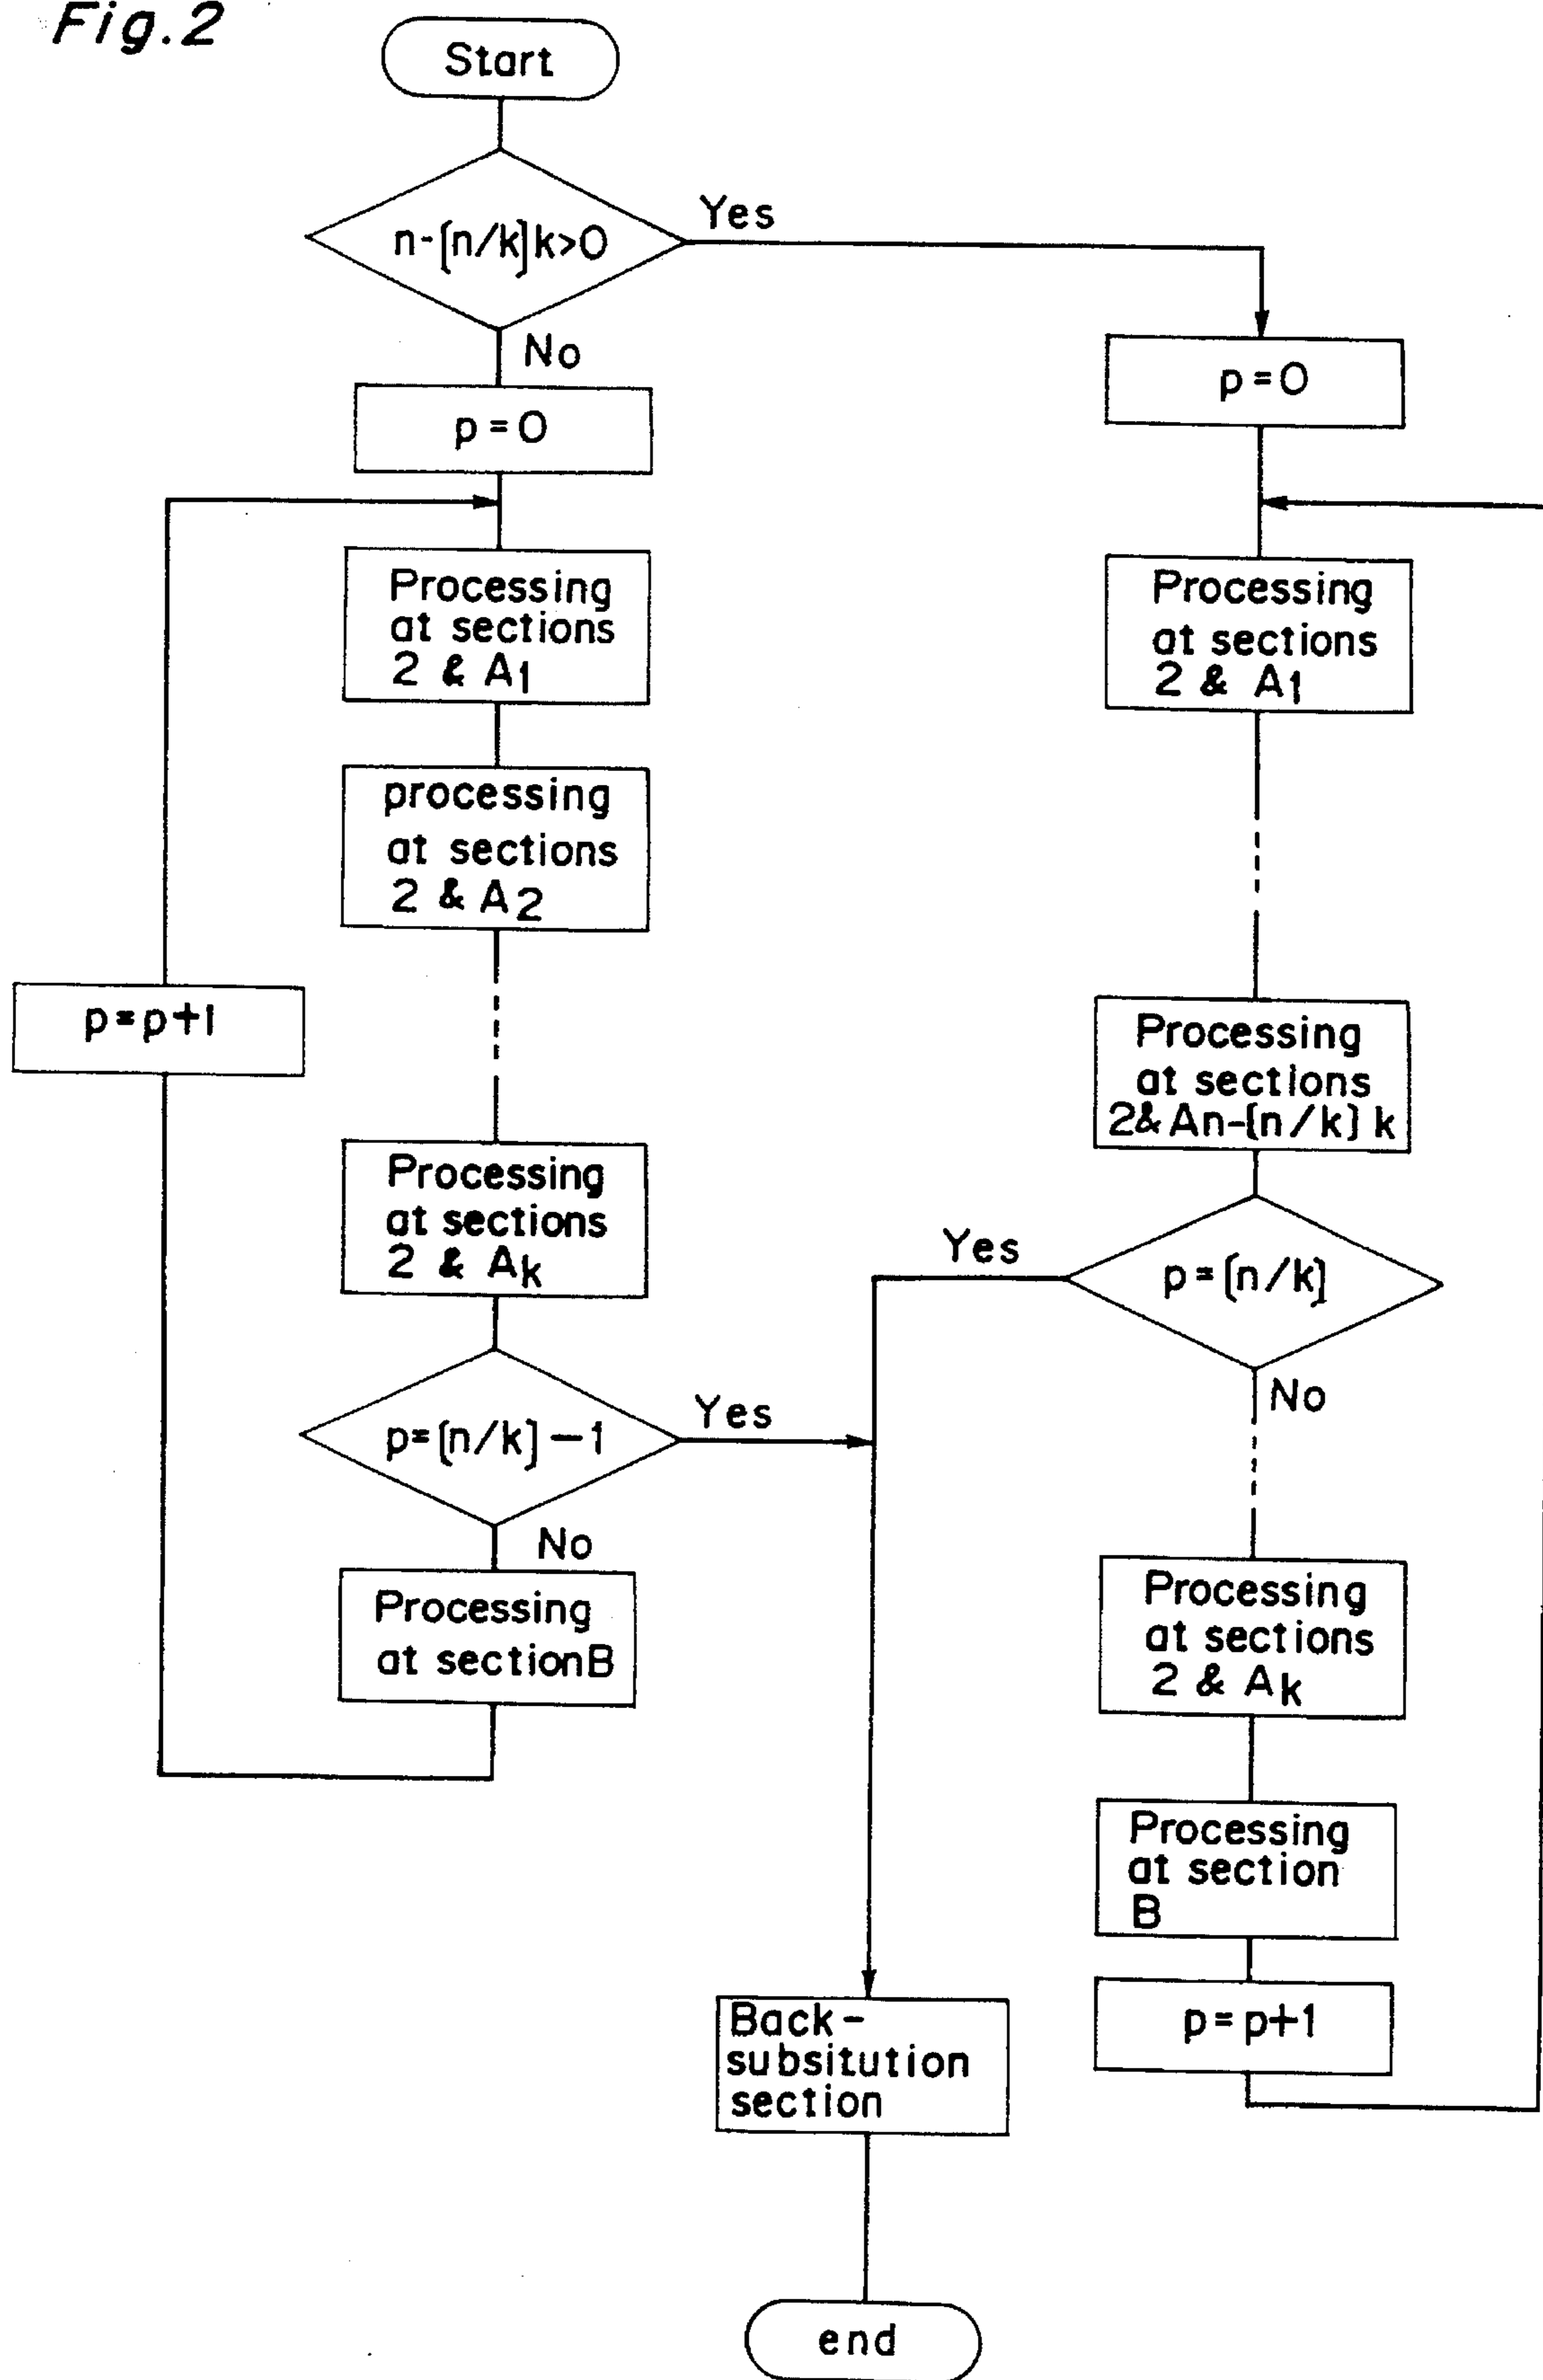 Fig.2
Start
n-[n/k]k>0
Yes
No
p=0
Processing
at sections
2 & A1
processing
at sections
2 & A2
p=p+1
Processing
at sections
2 & Ak
p=[n/k]-1
Yes
No
Processing
at sectionB
p=0
Processing
at sections
2 & A1
Processing
at sections
2&An-[n/k]k
Yes
p=[n/k]
No
Processing
at sections
2 & Ak
Processing
at section
B
p=p+1
Back-
subsitution
section
end